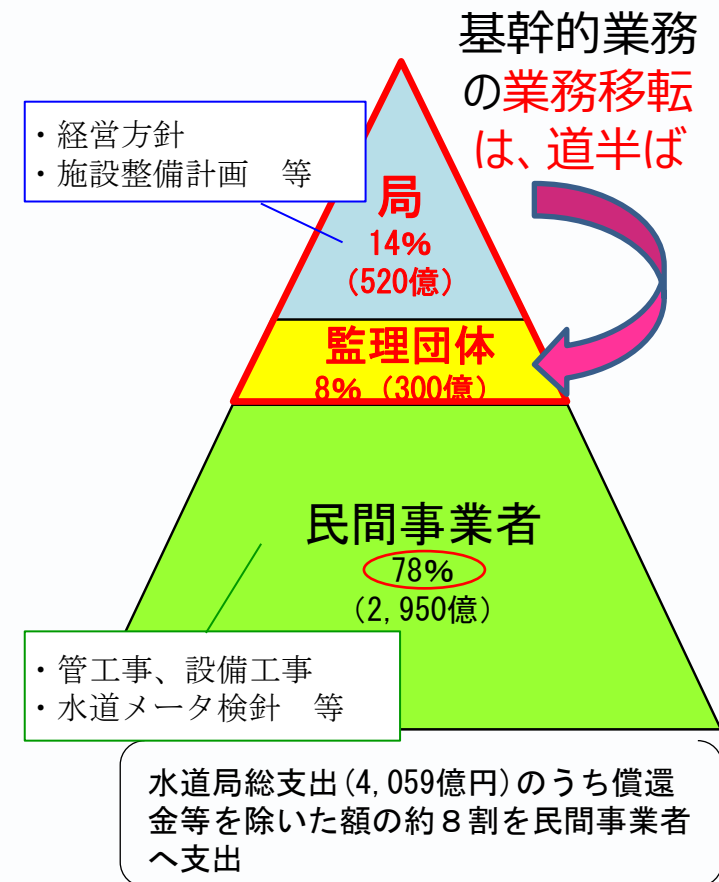 基幹的業務
の業務移転
は、道半ば
・経営方針
・施設整備計画　等
局
14%
(520億)
監理団体
8% (300億)
民間事業者
78%
(2,950億)
・管工事、設備工事
・水道メータ検針　等
水道局総支出(4,059億円)のうち償還
金等を除いた額の約８割を民間事業者
へ支出